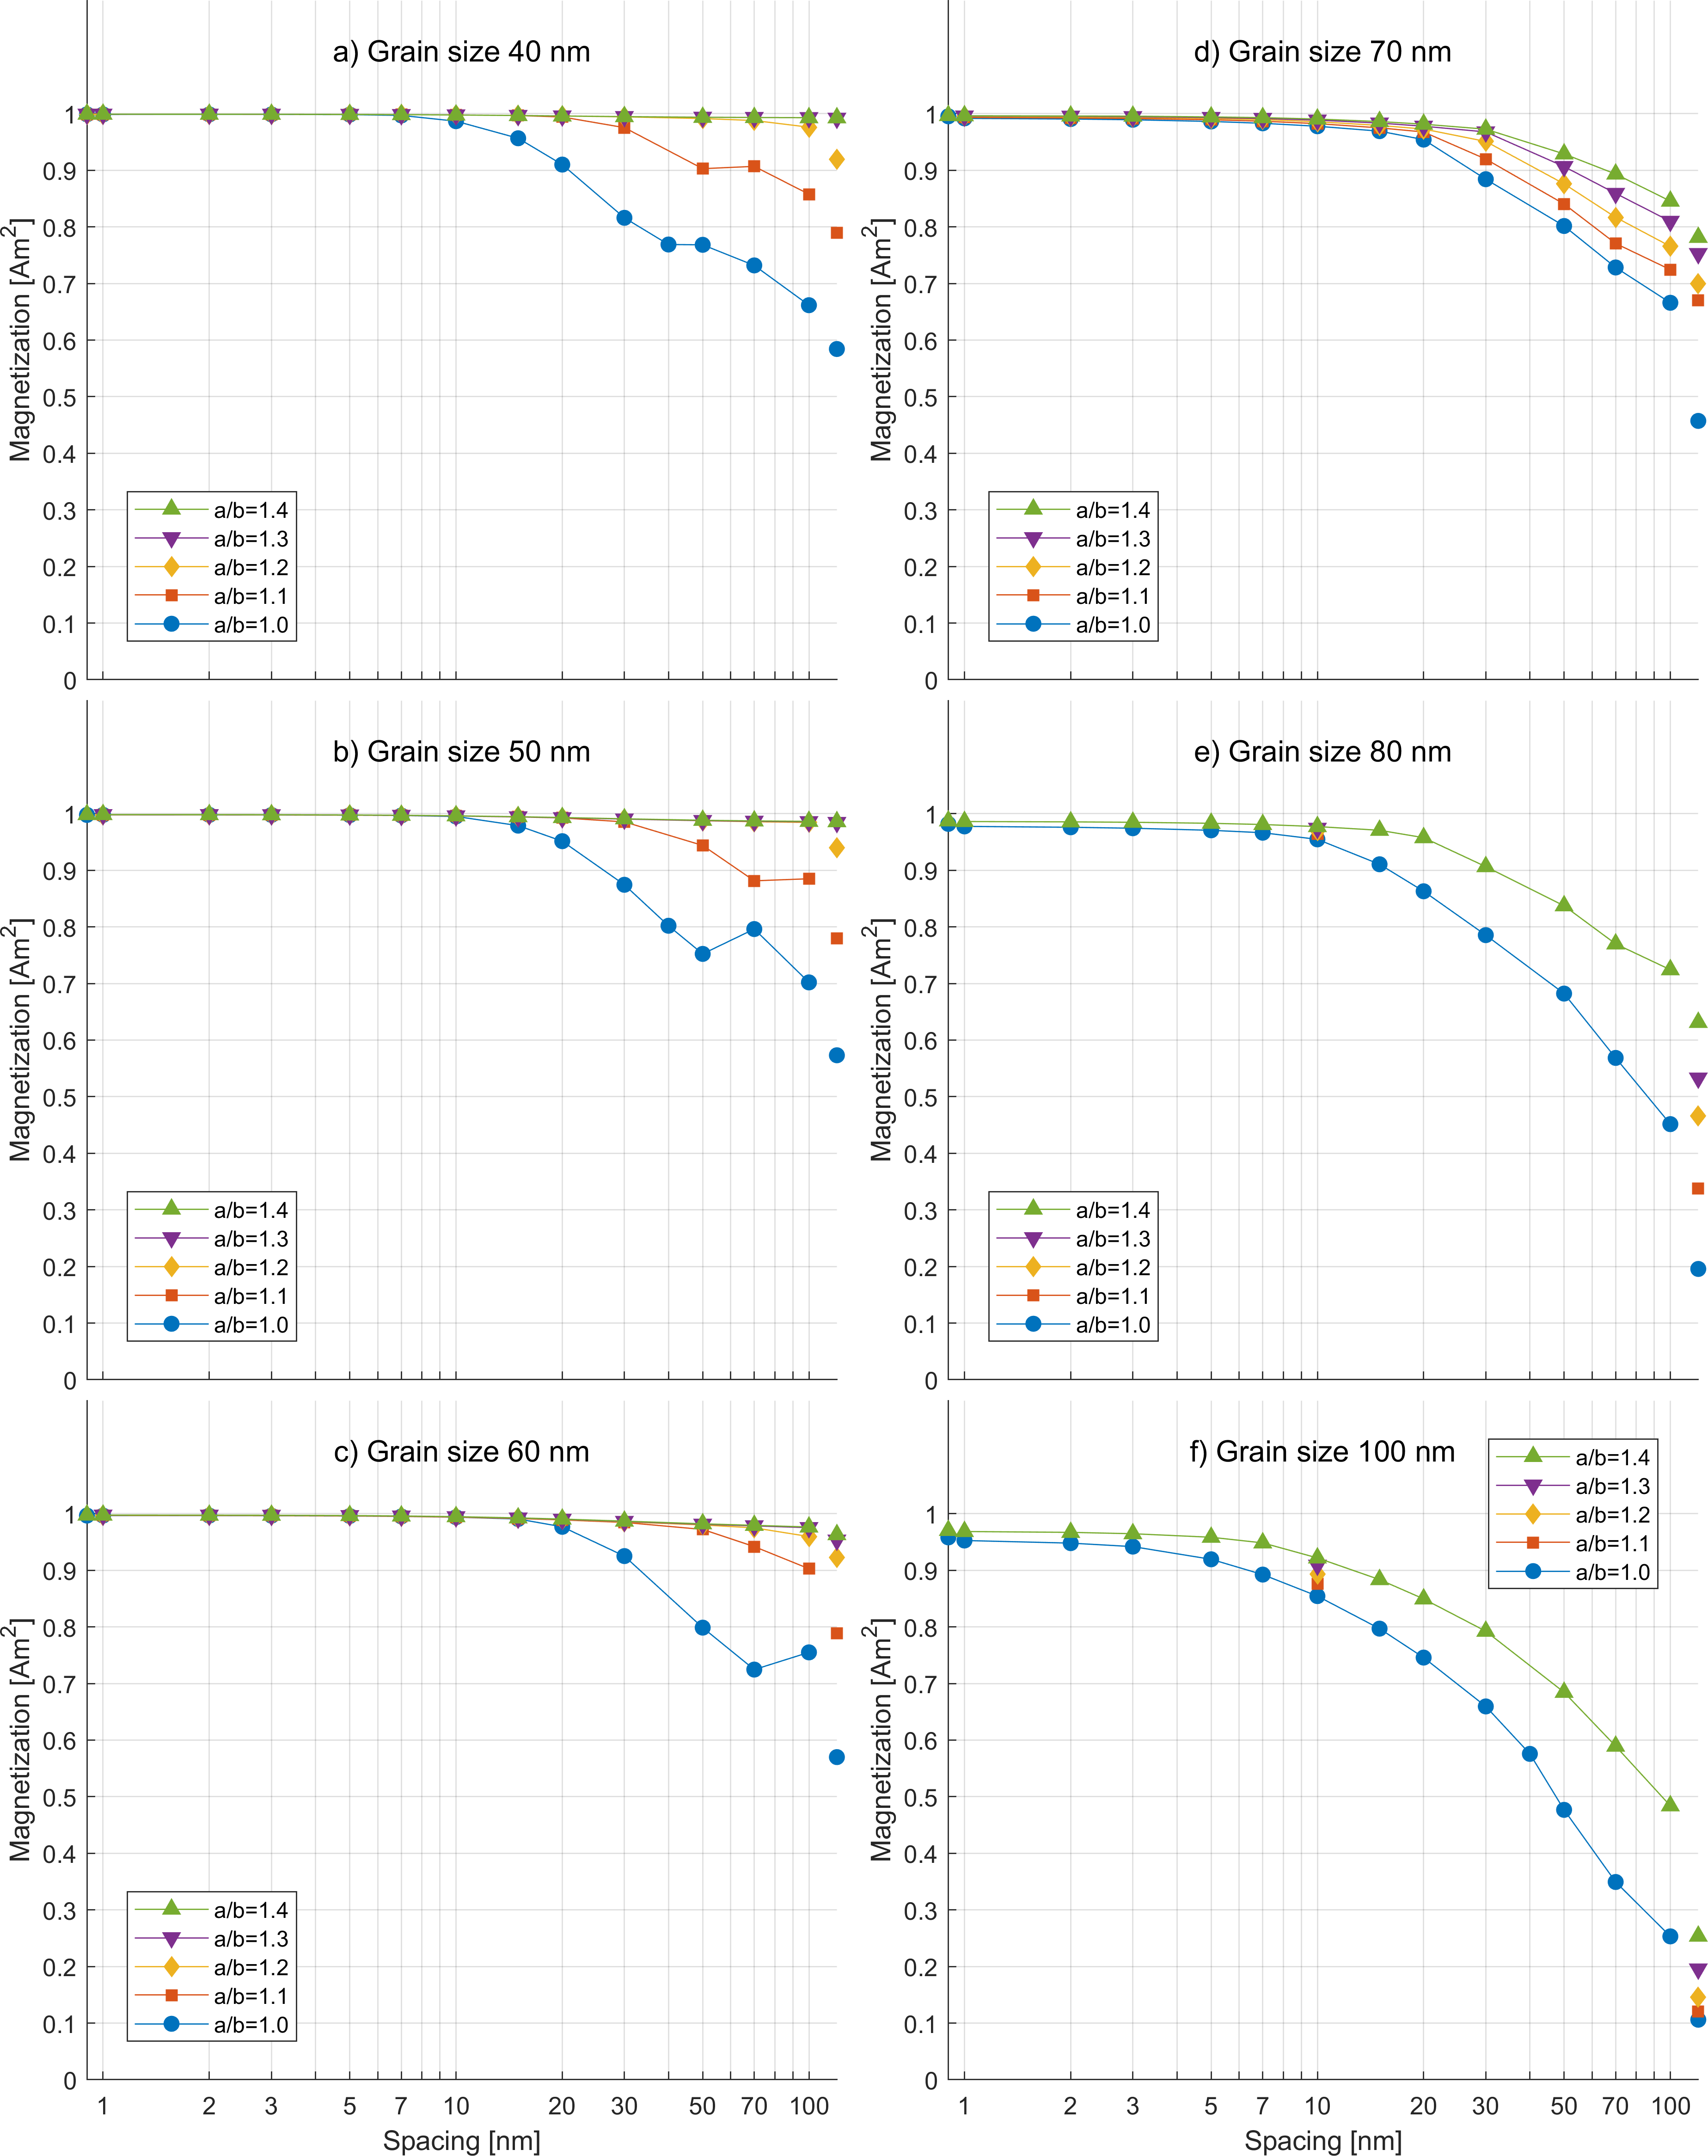 a) Grain size 40 nm
Magnetization [Am2]
1
0.9
0.8
0.7
0.6
0.5
0.4
0.3
0.2
0.1
0
a/b=1.4
a/b=1.3
a/b=1.2
a/b=1.1
a/b=1.0
d) Grain size 70 nm
Magnetization [Am2]
1
0.9
0.8
0.7
0.6
0.5
0.4
0.3
0.2
0.1
0
a/b=1.4
a/b=1.3
a/b=1.2
a/b=1.1
a/b=1.0
b) Grain size 50 nm
Magnetization [Am2]
1
0.9
0.8
0.7
0.6
0.5
0.4
0.3
0.2
0.1
0
a/b=1.4
a/b=1.3
a/b=1.2
a/b=1.1
a/b=1.0
e) Grain size 80 nm
Magnetization [Am2]
1
0.9
0.8
0.7
0.6
0.5
0.4
0.3
0.2
0.1
0
a/b=1.4
a/b=1.3
a/b=1.2
a/b=1.1
a/b=1.0
c) Grain size 60 nm
Magnetization [Am2]
1
0.9
0.8
0.7
0.6
0.5
0.4
0.3
0.2
0.1
0
a/b=1.4
a/b=1.3
a/b=1.2
a/b=1.1
a/b=1.0
1 2 3 5 7 10 20 30 50 70 100
Spacing [nm]
f) Grain size 100 nm
a/b=1.4
a/b=1.3
a/b=1.2
a/b=1.1
a/b=1.0
Magnetization [Am2]
1
0.9
0.8
0.7
0.6
0.5
0.4
0.3
0.2
0.1
0
1 2 3 5 7 10 20 30 50 70 100
Spacing [nm]